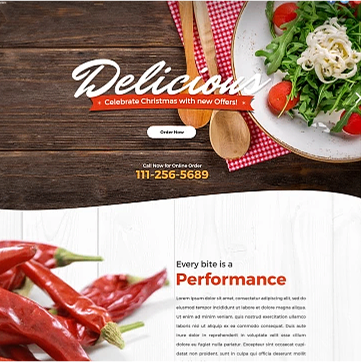 Delicious
Celebrate Christmas with new Offers!
Order Now
Call Now for Online Order
111-256-5689
Every bite is a
Performance
Lorem ipsum dolor sit amet, consectetur
adipiscing elit, sed do eiusmod tempor
incididunt ut labore et dolore magna
aliqua. Ut enim ad minim veniam, quis
nostrud exercitation ullamco laboris nisi ut
aliquip ex ea commodo consequat. Duis
aute irure dolor in reprehenderit in voluptate
velit esse cillum dolore eu fugiat nulla
pariatur. Excepteur sint occaecat cupidatat
non proident, sunt in culpa qui officia